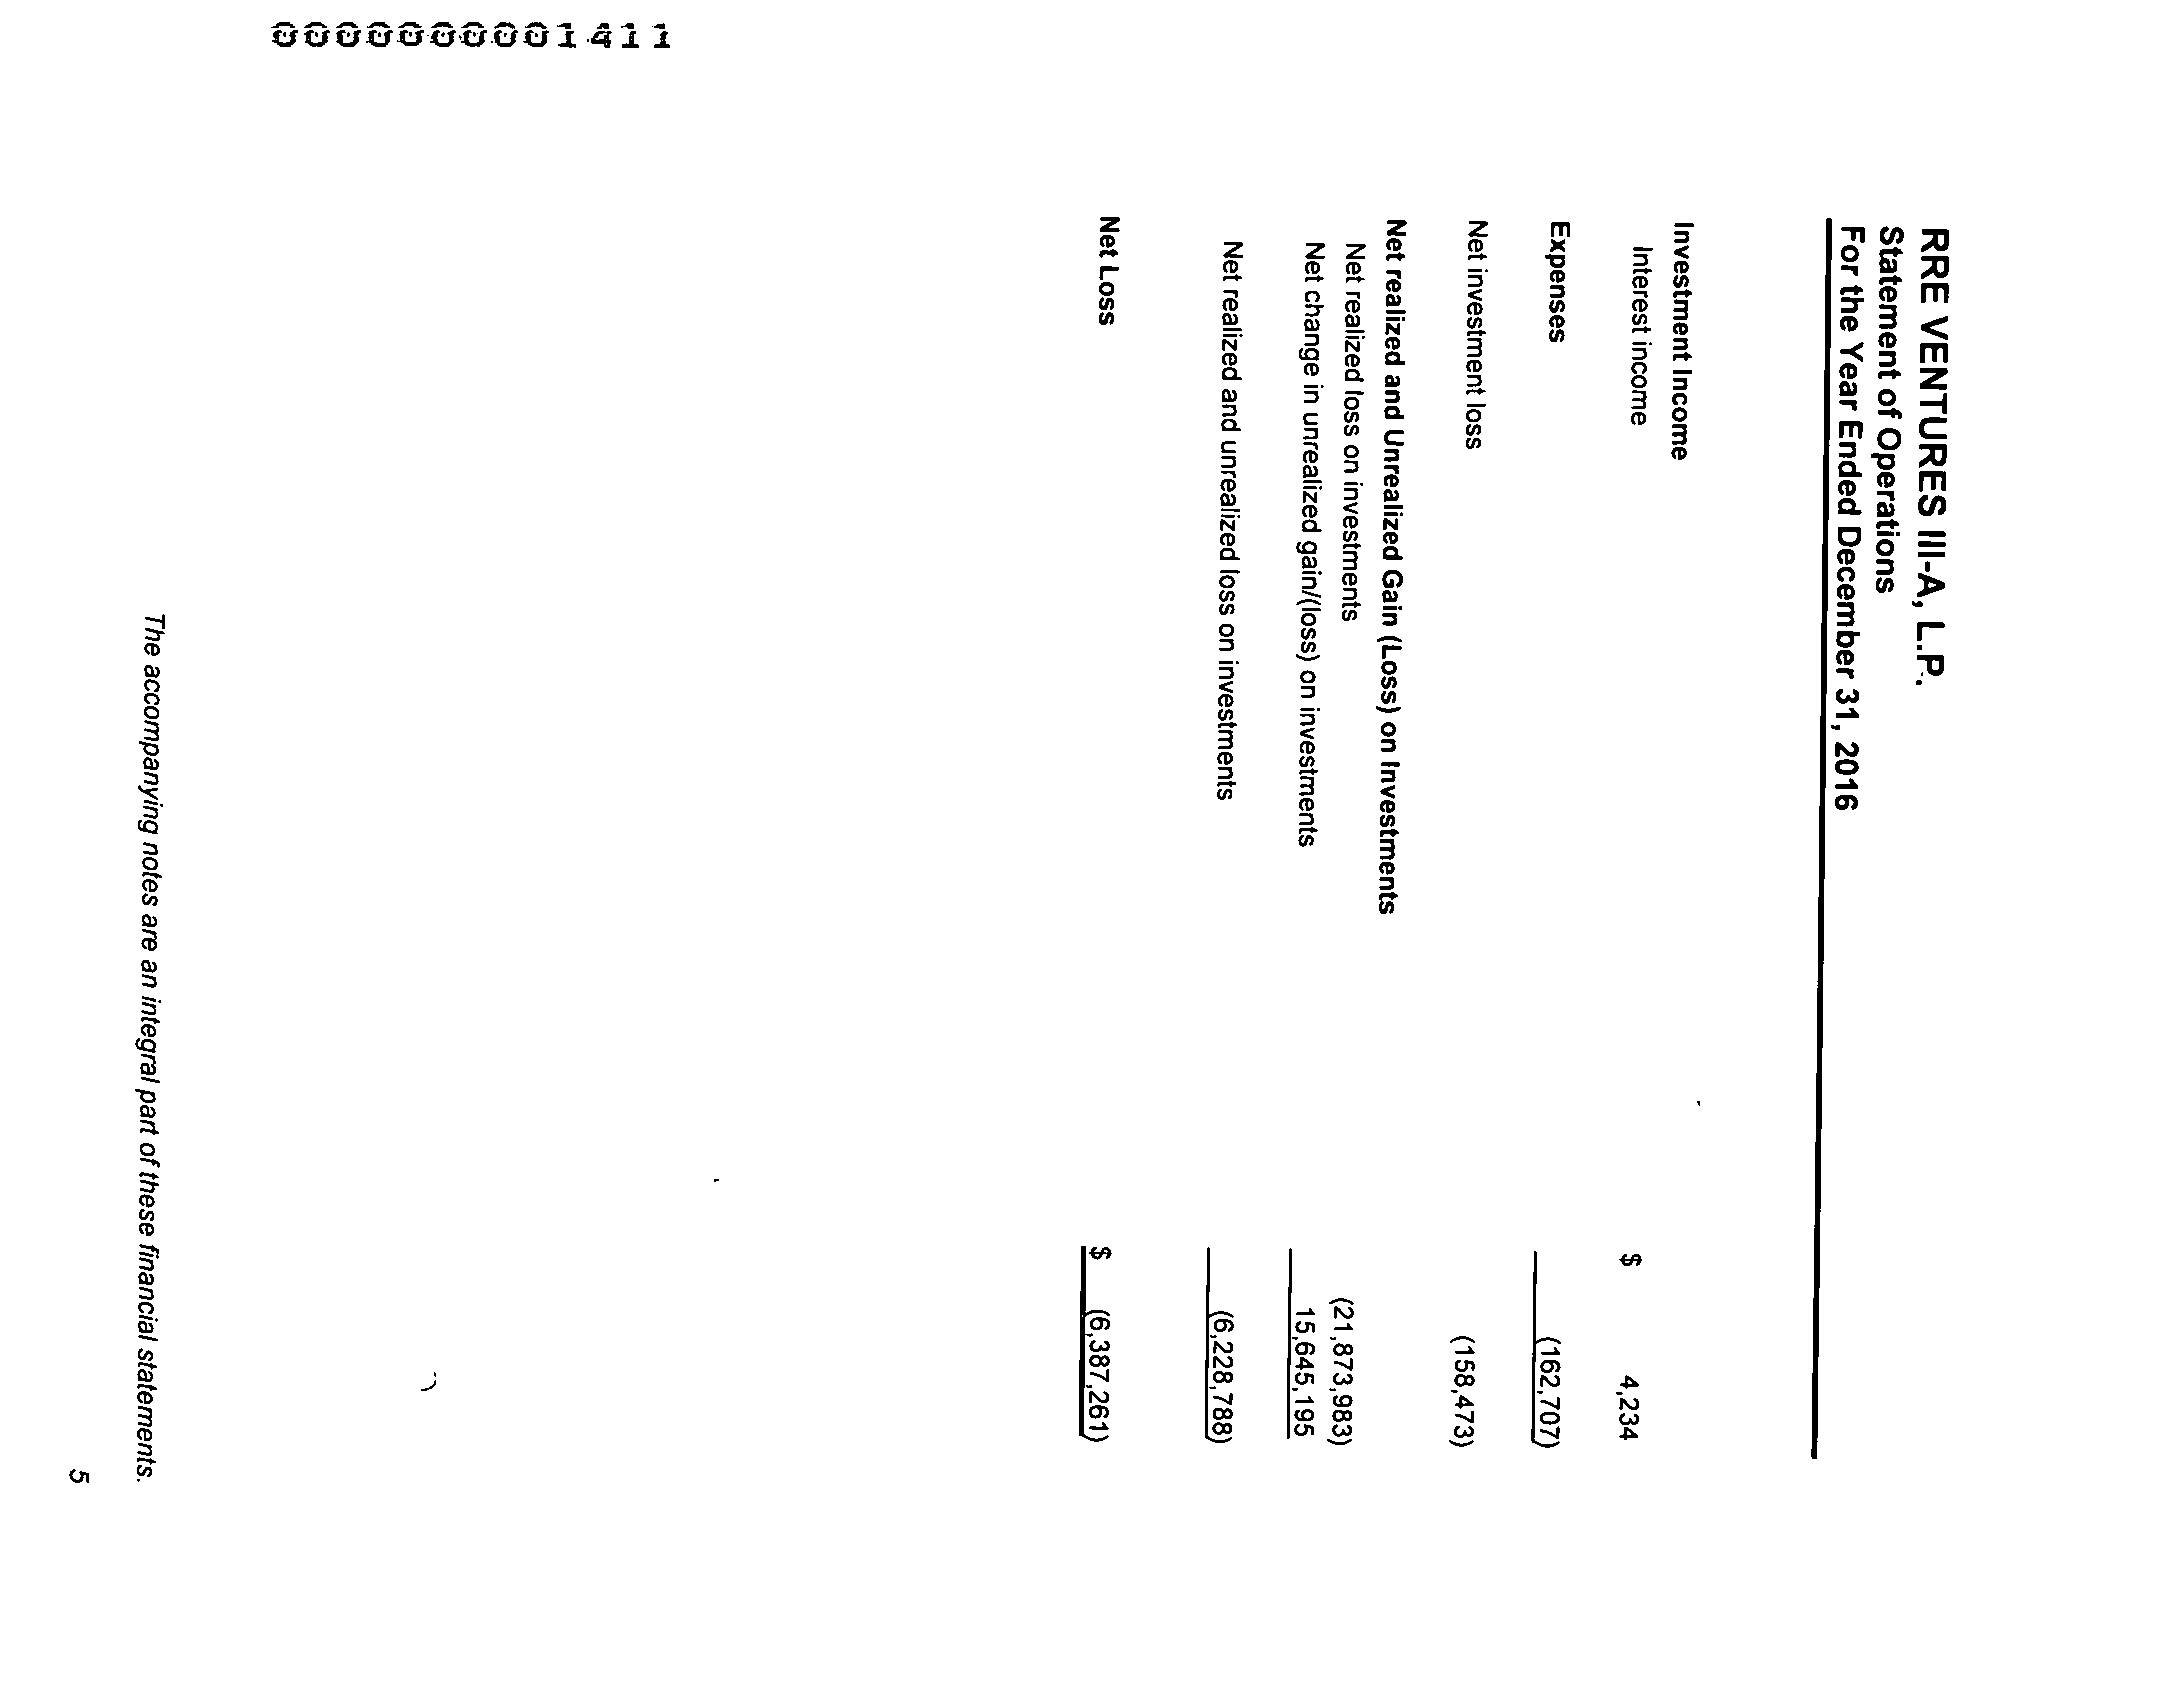 RRE VENTURES III-A, L.P.
Statement of Operations
For the Year Ended December 31, 2016
Investment Income
Interest income $ 4,234
Expenses (162,707)
Net investment loss (158,473)
Net realized and Unrealized Gain (Loss) on Investments
Net realized loss on investments (21,873,983)
Net change in unrealized gain/(loss) on investments 15,645,195
Net realized and unrealized loss on investments (6,228,788)
Net Loss $ (6,387,261)
The accompanying notes are an integral part of these financial statements.
5
0000000001411